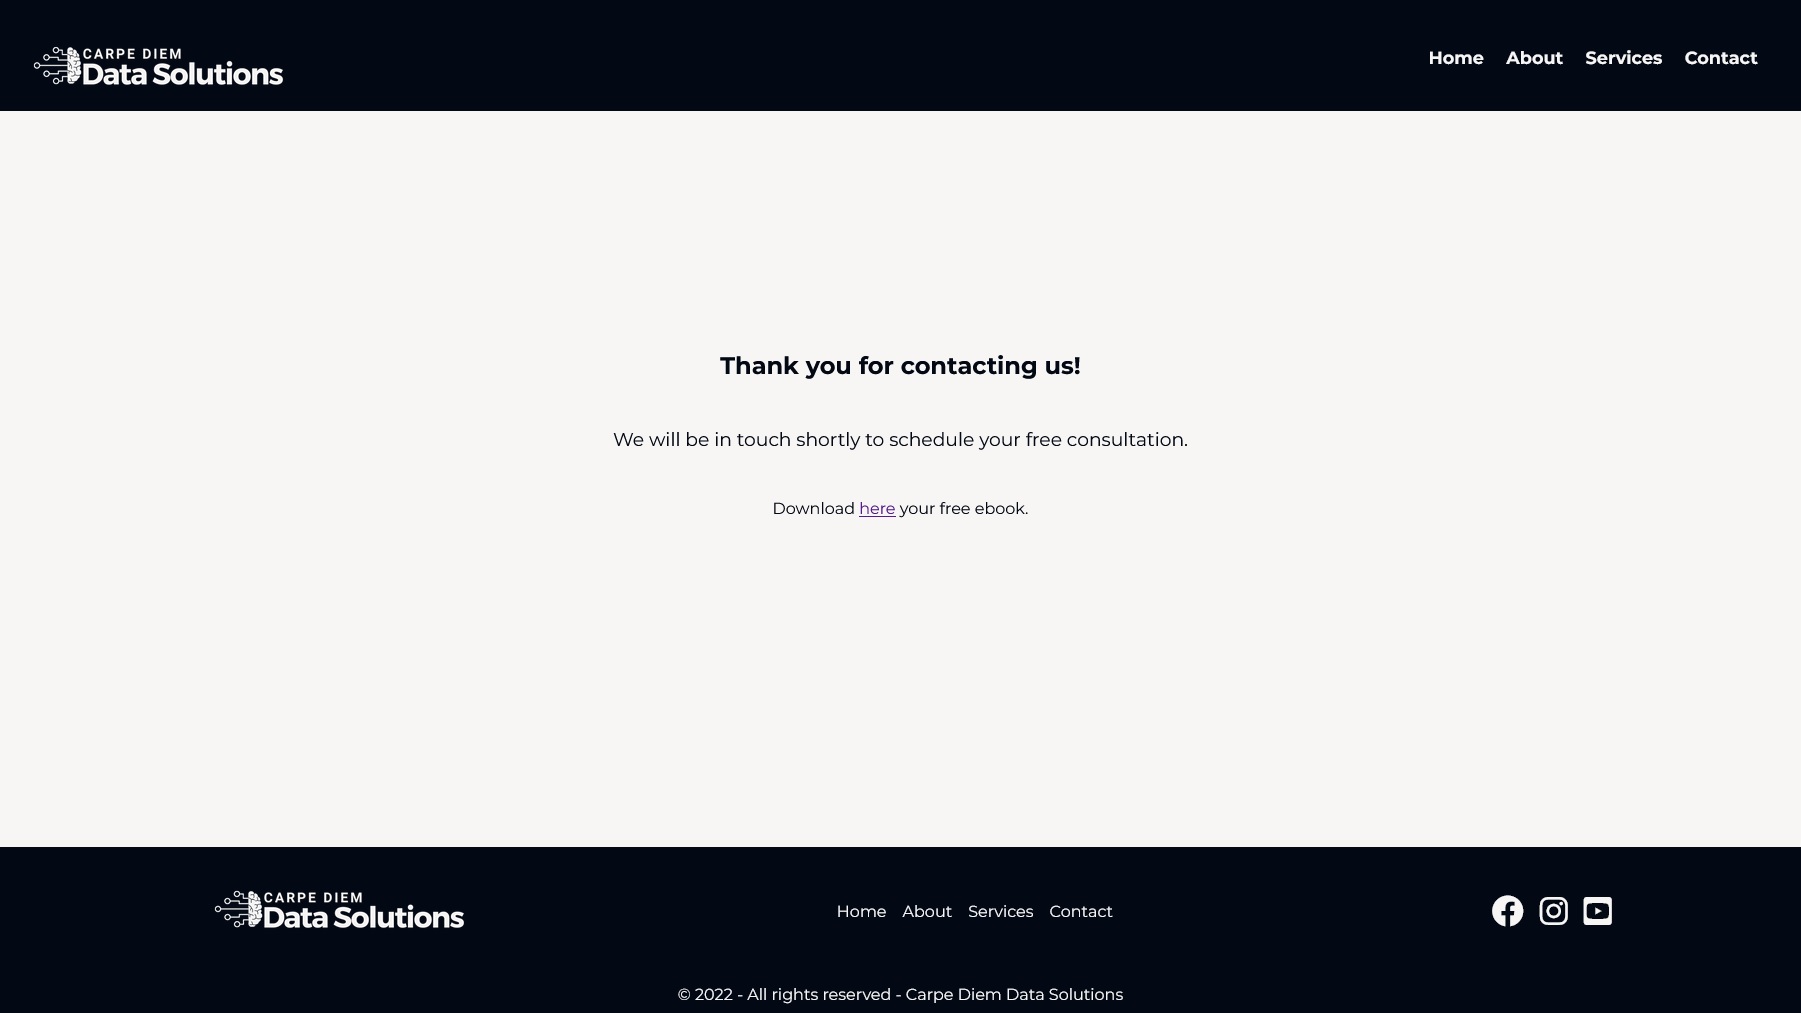 CARPE DIEM
Data Solutions
Home About Services Contact
Thank you for contacting us!
We will be in touch shortly to schedule your free consultation.
Download here your free ebook.
CARPE DIEM
Data Solutions
Home About Services Contact
© 2022 - All rights reserved - Carpe Diem Data Solutions